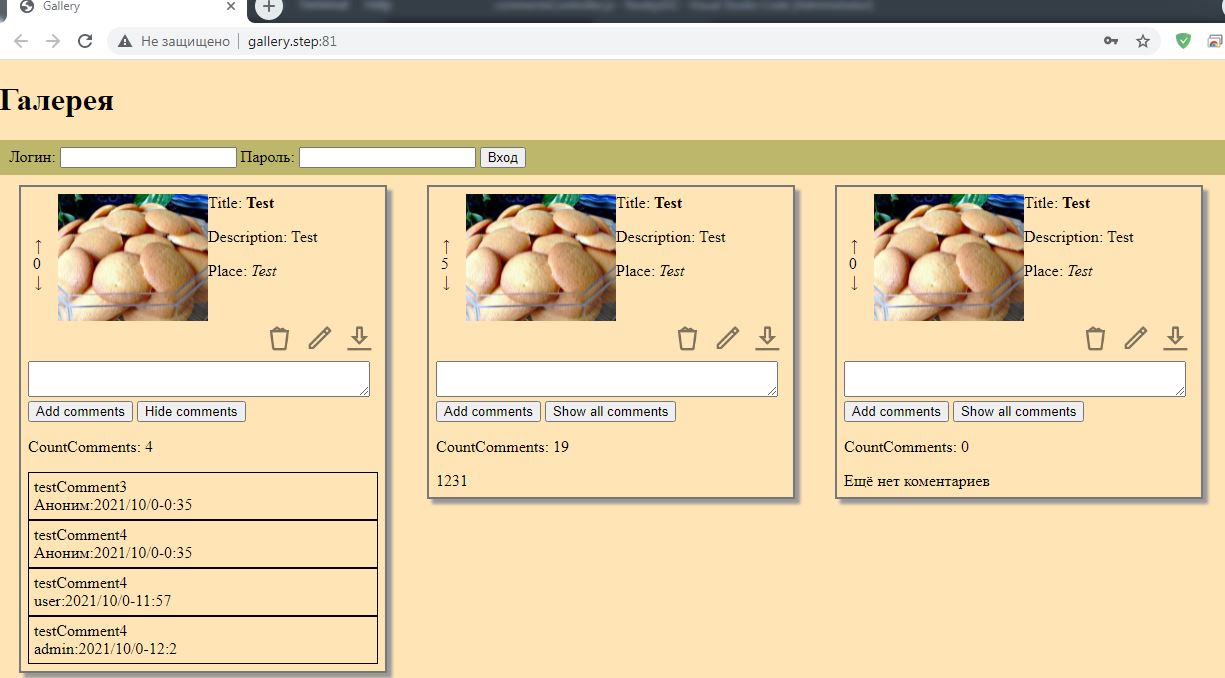 Gallery
Terminal Help
Не защищено gallery.step:81
Галерея
Логин: Пароль: Вход
↑
0
↓
Title: Test
Description: Test
Place: Test
Add comments Hide comments
CountComments: 4
testComment3
Аноним:2021/10/0-0:35
testComment4
Аноним:2021/10/0-0:35
testComment4
user:2021/10/0-11:57
testComment4
admin:2021/10/0-12:2
↑
5
↓
Title: Test
Description: Test
Place: Test
Add comments Show all comments
CountComments: 19
1231
↑
0
↓
Title: Test
Description: Test
Place: Test
Add comments Show all comments
CountComments: 0
Ещё нет коментариев